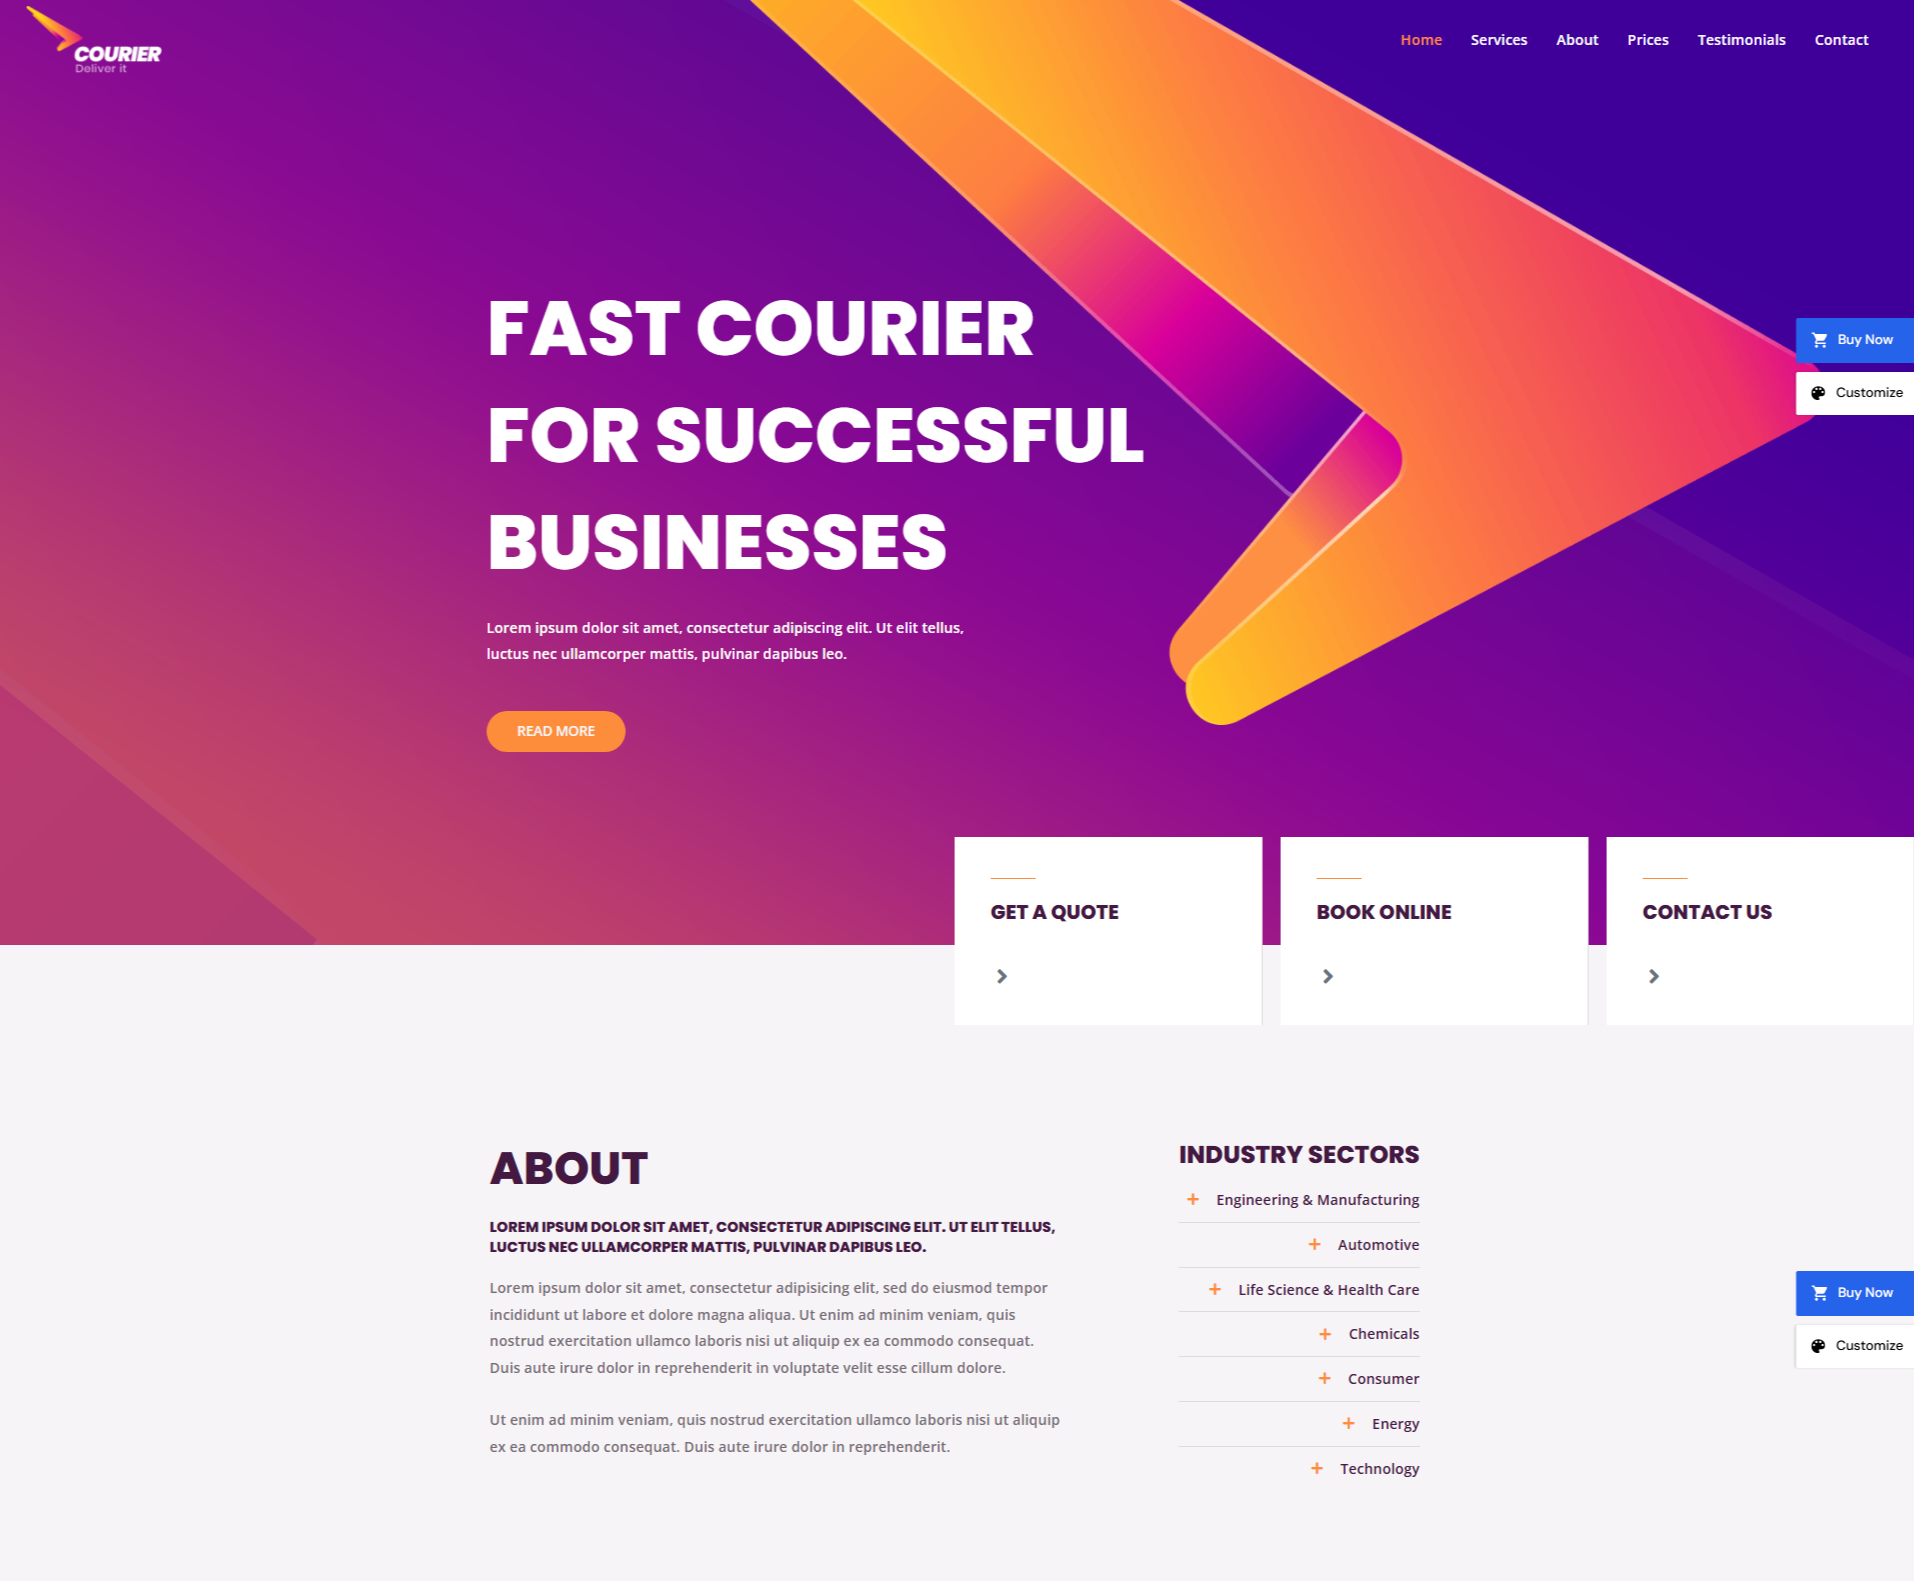 COURIER
Deliver it
Home
Services
About
Prices
Testimonials
Contact
FAST COURIER
FOR SUCCESSFUL
BUSINESSES
Lorem ipsum dolor sit amet, consectetur adipiscing elit. Ut elit tellus,
luctus nec ullamcorper mattis, pulvinar dapibus leo.
READ MORE
Buy Now
Customize
GET A QUOTE
BOOK ONLINE
CONTACT US
ABOUT
LOREM IPSUM DOLOR SIT AMET, CONSECTETUR ADIPISCING ELIT. UT ELIT TELLUS,
LUCTUS NEC ULLAMCORPER MATTIS, PULVINAR DAPIBUS LEO.
Lorem ipsum dolor sit amet, consectetur adipisicing elit, sed do eiusmod tempor
incididunt ut labore et dolore magna aliqua. Ut enim ad minim veniam, quis
nostrud exercitation ullamco laboris nisi ut aliquip ex ea commodo consequat.
Duis aute irure dolor in reprehenderit in voluptate velit esse cillum dolore.
Ut enim ad minim veniam, quis nostrud exercitation ullamco laboris nisi ut aliquip
ex ea commodo consequat. Duis aute irure dolor in reprehenderit.
INDUSTRY SECTORS
Engineering & Manufacturing
Automotive
Life Science & Health Care
Chemicals
Consumer
Energy
Technology
Buy Now
Customize